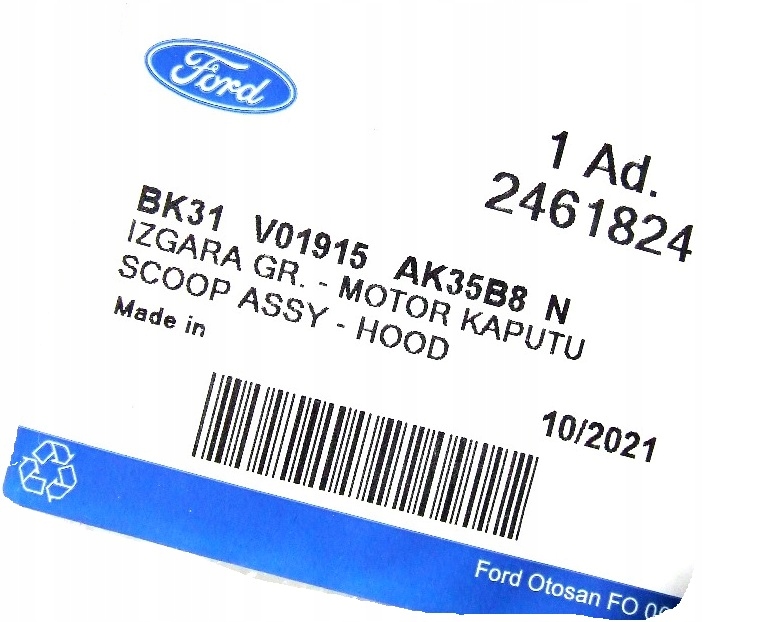 Ford
1 Ad.
2461824
BK31 V01915 AK35B8 N
IZGARA GR. - MOTOR KAPUTU
SCOOP ASSY - HOOD
Made in
10/2021
Ford Otosan FO